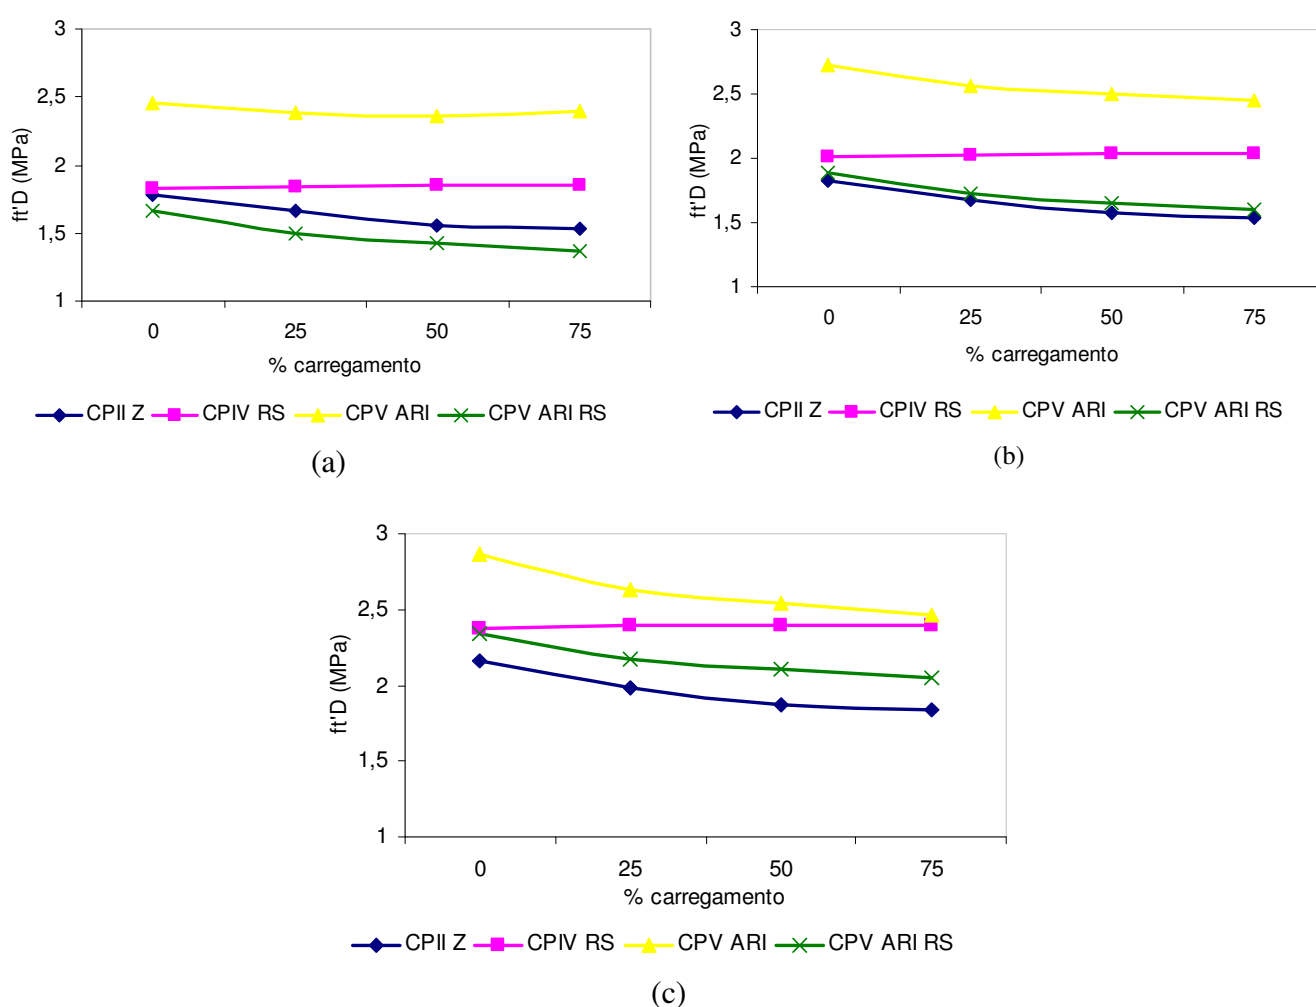 3
2,5
2
1,5
1
ft'D (MPa)
0 25 50 75
% carregamento
CPII Z CPIV RS CPV ARI CPV ARI RS
(a)
3
2,5
2
1,5
1
ft'D (MPa)
0 25 50 75
% carregamento
CPII Z CPIV RS CPV ARI CPV ARI RS
(b)
3
2,5
2
1,5
1
ft'D (MPa)
0 25 50 75
% carregamento
CPII Z CPIV RS CPV ARI CPV ARI RS
(c)